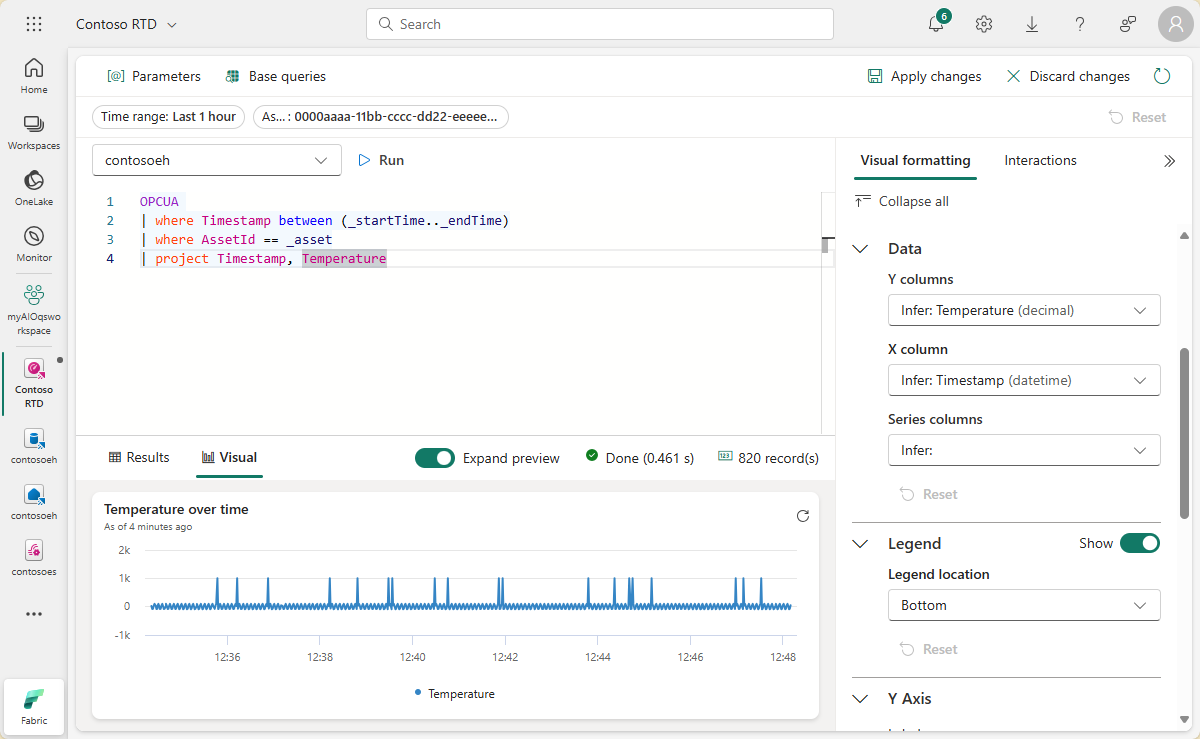 Contoso RTD
Search
6
Home
Workspaces
OneLake
Monitor
myAIOqswo
rkspace
Contoso
RTD
contosoeh
contosoeh
contosoes
Fabric
Parameters
Base queries
Apply changes
Discard changes
Time range: Last 1 hour
As... : 0000aaaa-11bb-cccc-dd22-eeeee...
Reset
contosoeh
Run
1 OPCUA
2 | where Timestamp between (_startTime.._endTime)
3 | where AssetId == _asset
4 | project Timestamp, Temperature
Results
Visual
Expand preview
Done (0.461 s)
123
820 record(s)
Temperature over time
As of 4 minutes ago
2k
1k
0
-1k
12:36 12:38 12:40 12:42 12:44 12:46 12:48
Temperature
Visual formatting
Interactions
Collapse all
Data
Y columns
Infer: Temperature (decimal)
X column
Infer: Timestamp (datetime)
Series columns
Infer:
Reset
Legend
Show
Legend location
Bottom
Reset
Y Axis